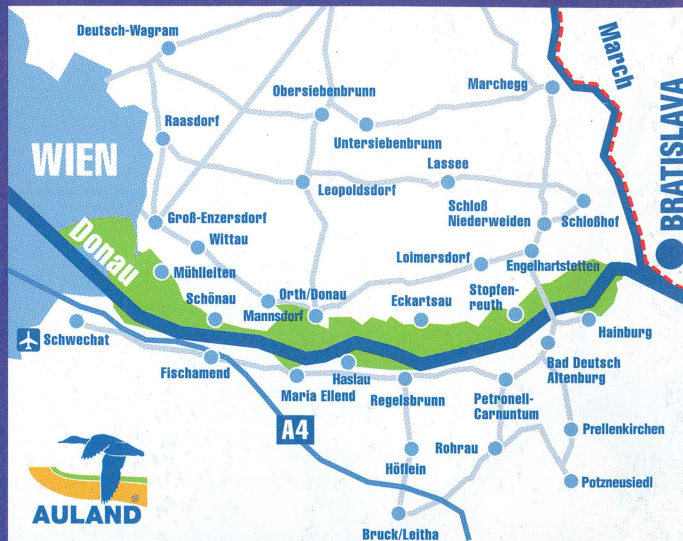 Deutsch-Wagram
March
Obersiebenbrunn
Marchegg
Raasdorf
Untersiebenbrunn
BRATISLAVA
WIEN
Lassee
Leopoldsdorf
Schloß
Niederweiden
Schloßhof
Groß-Enzersdorf
Donau
Wittau
Loimersdorf
Engelhartstetten
Mühlleiten
Orth/Donau
Eckartsau
Stopfen-
reuth
Schönau
Mannsdorf
Hainburg
Schwechat
Bad Deutsch
Altenburg
Fischamend
Haslau
Maria Ellend
Regelsbrunn
Petronell-
Carnuntum
A4
Prellenkirchen
Rohrau
Höflein
Potzneusiedl
®
AULAND
Bruck/Leitha